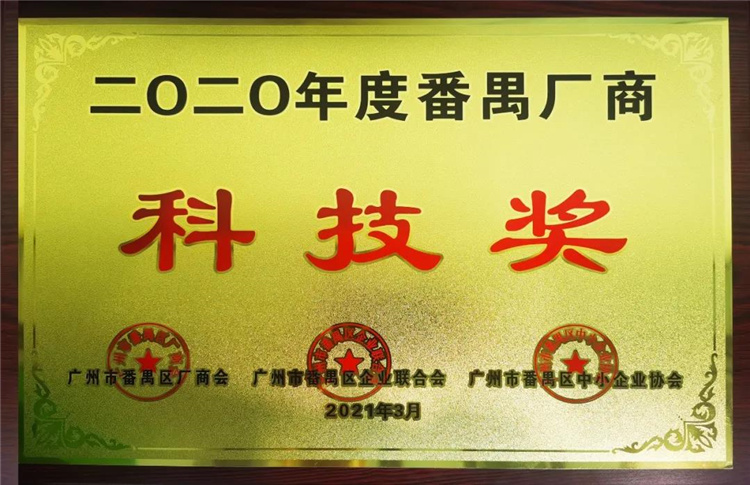 二〇二〇年度番禺厂商
科技奖
广州市番禺区厂商会 广州市番禺区企业联合会 广州市番禺区中小企业协会
2021年3月